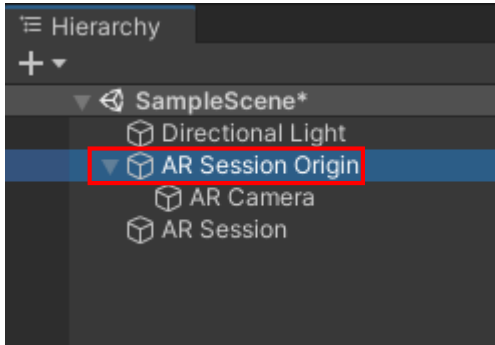 Hierarchy
SampleScene*
Directional Light
AR Session Origin
AR Camera
AR Session